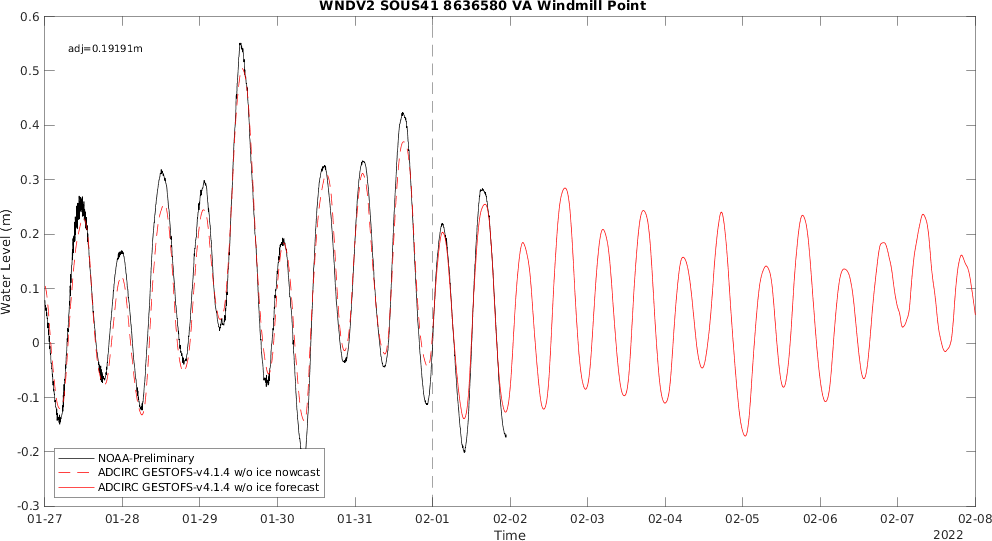 WNDV2 SOUS41 8636580 VA Windmill Point
adj=0.19191m
0.6
0.5
0.4
0.3
0.2
0.1
0
-0.1
-0.2
-0.3
Water Level (m)
NOAA-Preliminary
ADCIRC GESTOFS-v4.1.4 w/o ice nowcast
ADCIRC GESTOFS-v4.1.4 w/o ice forecast
01-27 01-28 01-29 01-30 01-31 02-01 02-02 02-03 02-04 02-05 02-06 02-07 02-08
Time
2022